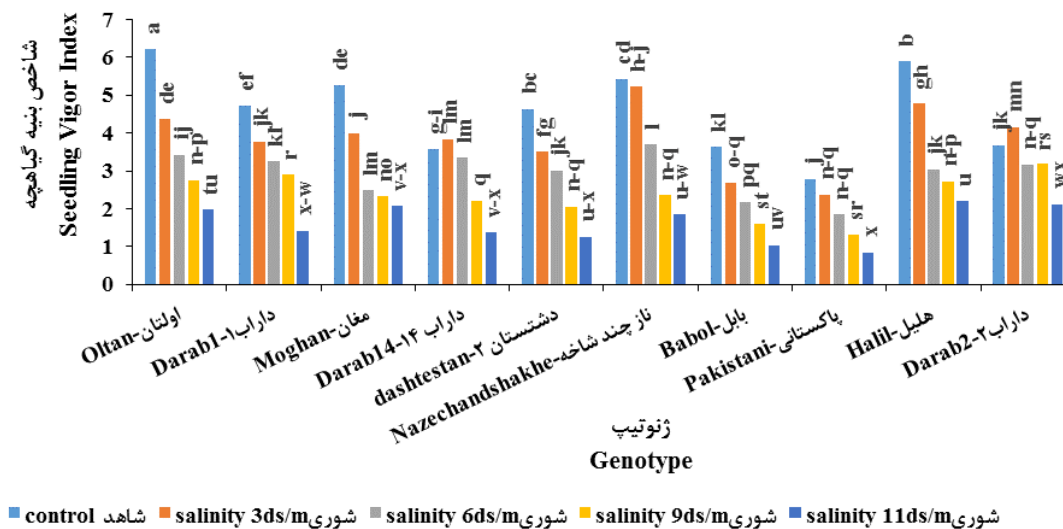 شاخص بنیه گیاهچه
Seedling Vigor Index
7
6
5
4
3
2
1
0
a de ij n-p tu
ef jk kl r x-w
de j lm no v-x
g-i lm lm q v-x
bc fg jk n-q u-x
cd h-j l n-q u-w
kl o-q pq st uv
j n-q n-q sr x
b gh jk n-p u
jk mn n-q rs wx
Oltan-اولتان
Darab1-داراب۱
Moghan-مغان
Darab14-داراب ۱۴
dashtestan-دشتستان ۲
Nazechandshakhe-ناز چند شاخه
Babol-بابل
Pakistani-پاکستانی
Halil-هلیل
Darab2-داراب۲
ژنوتیپ
Genotype
control شاهد salinity 3ds/mشوری salinity 6ds/mشوری salinity 9ds/mشوری salinity 11ds/mشوری